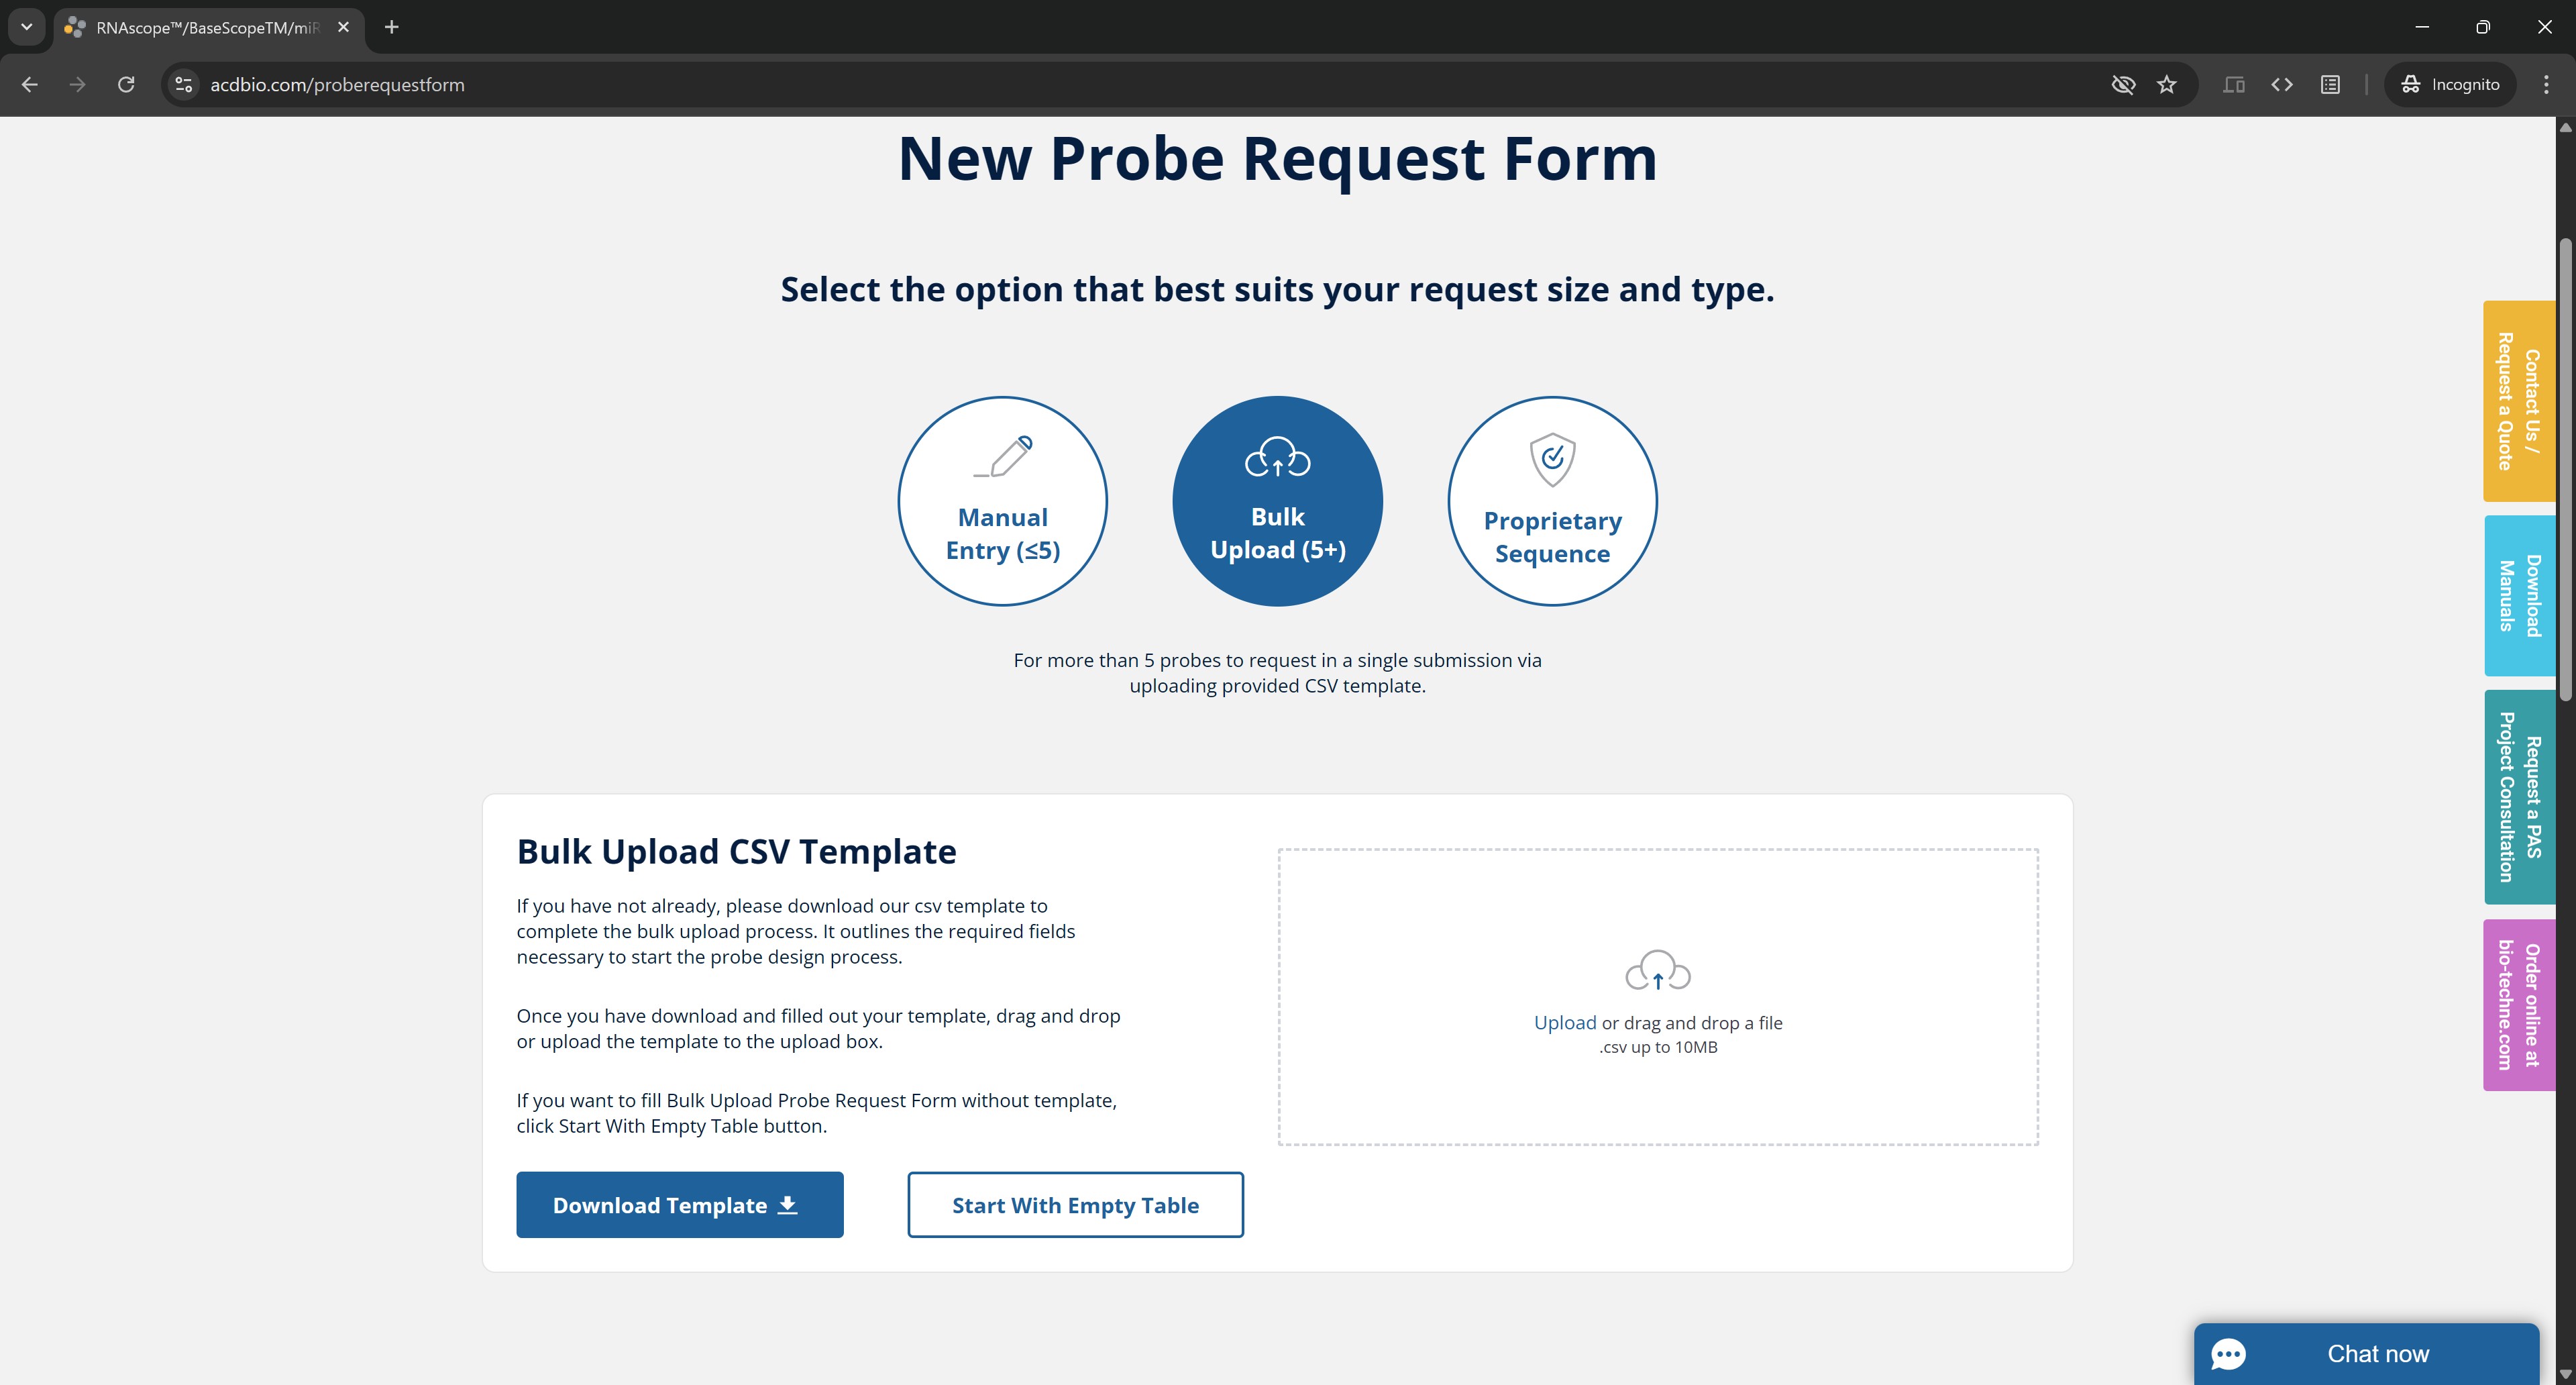 RNAscope™/BaseScopeTM/miR
acdbio.com/proberequestform
Incognito
New Probe Request Form
Select the option that best suits your request size and type.
Manual
Entry (≤5)
Bulk
Upload (5+)
Proprietary
Sequence
For more than 5 probes to request in a single submission via
uploading provided CSV template.
Bulk Upload CSV Template
If you have not already, please download our csv template to
complete the bulk upload process. It outlines the required fields
necessary to start the probe design process.
Once you have download and filled out your template, drag and drop
or upload the template to the upload box.
If you want to fill Bulk Upload Probe Request Form without template,
click Start With Empty Table button.
Download Template
Start With Empty Table
Upload or drag and drop a file
.csv up to 10MB
Contact Us /
Request a Quote
Download
Manuals
Request a PAS
Project Consultation
Order online at
bio-techne.com
Chat now